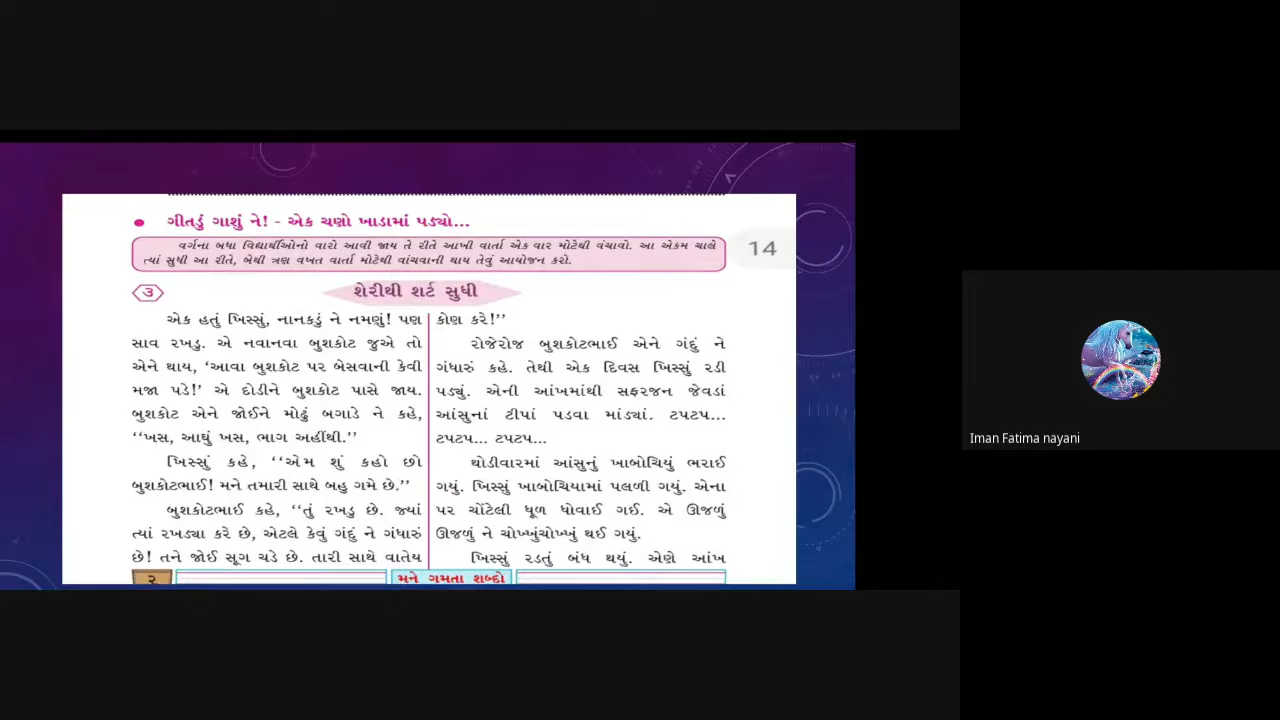 • ગીતડું ગાશું ને! - એક ચણો ખાડામાં પડ્યો...
વર્ગના બધા વિદ્યાર્થીઓનો વારો આવી જાય તે રીતે આખી વાર્તા એક વાર મોટેથી વંચાવો. આ એકમ ચાલે
ત્યાં સુધી આ રીતે, બેથી ત્રણ વખત વાર્તા મોટેથી વાંચવાની થાય તેવું આયોજન કરો.
14
૩
શેરીથી શર્ટ સુધી
એક હતું ખિસ્સું, નાનકડું ને નમણું! પણ
સાવ રખડુ. એ નવાનવા બુશકોટ જુએ તો
એને થાય, ‘આવા બુશકોટ પર બેસવાની કેવી
મજા પડે!’ એ દોડીને બુશકોટ પાસે જાય.
બુશકોટ એને જોઈને મોઢું બગાડે ને કહે,
‘‘ખસ, આઘું ખસ, ભાગ અહીંથી.’’
ખિસ્સું કહે, ‘‘એમ શું કહો છો
બુશકોટભાઈ! મને તમારી સાથે બહુ ગમે છે.’’
બુશકોટભાઈ કહે, ‘‘તું રખડુ છે. જ્યાં
ત્યાં રખડ્યા કરે છે, એટલે કેવું ગંદું ને ગંધારું
છે! તને જોઈ સૂગ ચડે છે. તારી સાથે વાતેય
કોણ કરે!’’
રોજેરોજ બુશકોટભાઈ એને ગંદું ને
ગંધારું કહે. તેથી એક દિવસ ખિસ્સું રડી
પડ્યું. એની આંખમાંથી સફરજન જેવડાં
આંસુનાં ટીપાં પડવા માંડ્યાં. ટપટપ...
ટપટપ... ટપટપ...
થોડીવારમાં આંસુનું ખાબોચિયું ભરાઈ
ગયું. ખિસ્સું ખાબોચિયામાં પલળી ગયું. એના
પર ચોંટેલી ધૂળ ધોવાઈ ગઈ. એ ઊજળું
ઊજળું ને ચોખ્ખુંચોખ્ખું થઈ ગયું.
ખિસ્સું રડતું બંધ થયું. એણે આંખ
૨
મને ગમતા શબ્દો
Iman Fatima nayani